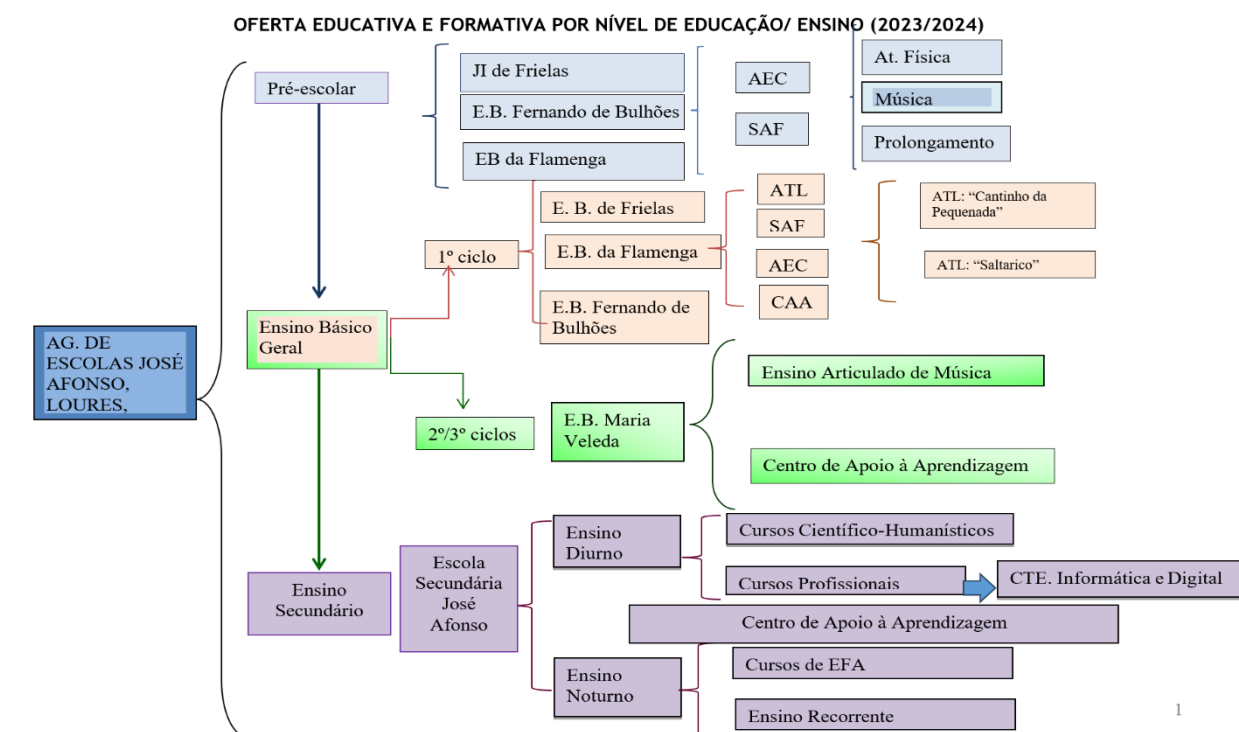 OFERTA EDUCATIVA E FORMATIVA POR NÍVEL DE EDUCAÇÃO/ ENSINO (2023/2024)
Pré-escolar
JI de Frielas
E.B. Fernando de Bulhões
EB da Flamenga
AEC
SAF
At. Física
Música
Prolongamento
1º ciclo
E. B. de Frielas
E.B. da Flamenga
E.B. Fernando de
Bulhões
ATL
SAF
AEC
CAA
ATL: “Cantinho da
Pequenada”
ATL: “Saltarico”
Ensino Básico
Geral
AG. DE
ESCOLAS JOSÉ
AFONSO,
LOURES,
2º/3º ciclos
E.B. Maria
Veleda
Ensino Articulado de Música
Centro de Apoio à Aprendizagem
Ensino
Secundário
Escola
Secundária
José
Afonso
Ensino
Diurno
Cursos Científico-Humanísticos
Cursos Profissionais
CTE. Informática e Digital
Centro de Apoio à Aprendizagem
Ensino
Noturno
Cursos de EFA
Ensino Recorrente
1